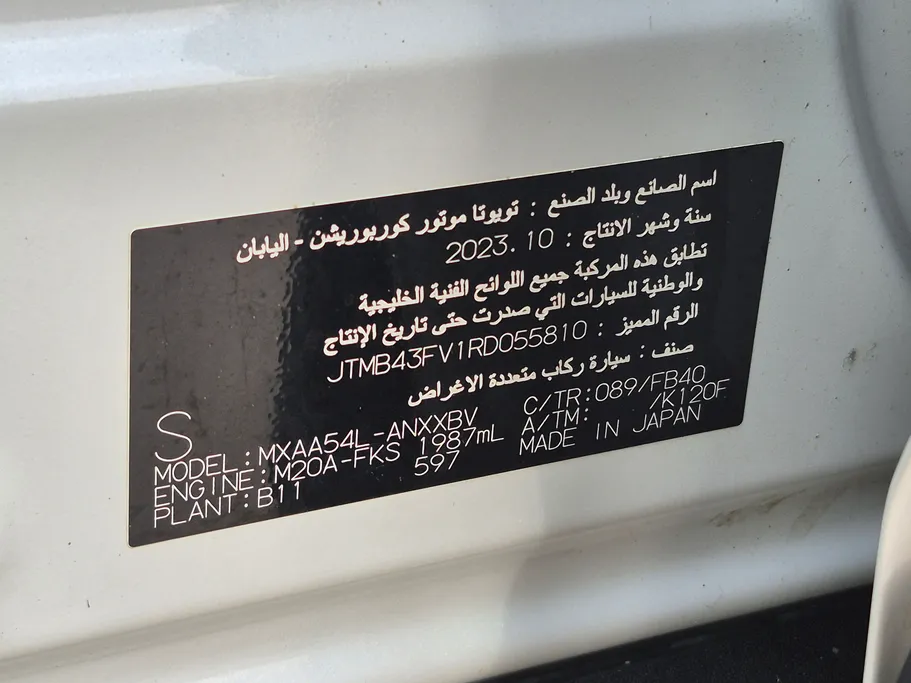 اسم الصانع وبلد الصنع : تويوتا موتور كوربوريشن - اليابان
سنة وشهر الانتاج : 2023.10
تطابق هذه المركبة جميع اللوائح الفنية الخليجية
والوطنية للسيارات التي صدرت حتى تاريخ الإنتاج
الرقم المميز : JTMB43FV1RD055810
صنف : سيارة ركاب متعددة الاغراض
S
MODEL:MXAA54L-ANXXBV C/TR:089/FB40
ENGINE:M20A-FKS 1987mL A/TM: /K120F
PLANT:B11 597 MADE IN JAPAN